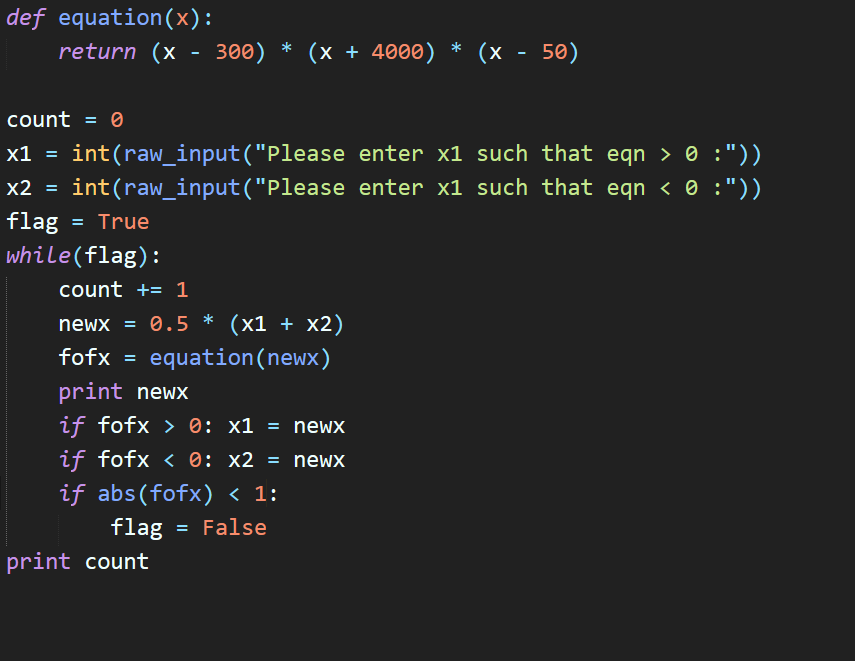 def equation(x):
    return (x - 300) * (x + 4000) * (x - 50)

count = 0
x1 = int(raw_input("Please enter x1 such that eqn > 0 :"))
x2 = int(raw_input("Please enter x1 such that eqn < 0 :"))
flag = True
while(flag):
    count += 1
    newx = 0.5 * (x1 + x2)
    fofx = equation(newx)
    print newx
    if fofx > 0: x1 = newx
    if fofx < 0: x2 = newx
    if abs(fofx) < 1:
        flag = False
print count